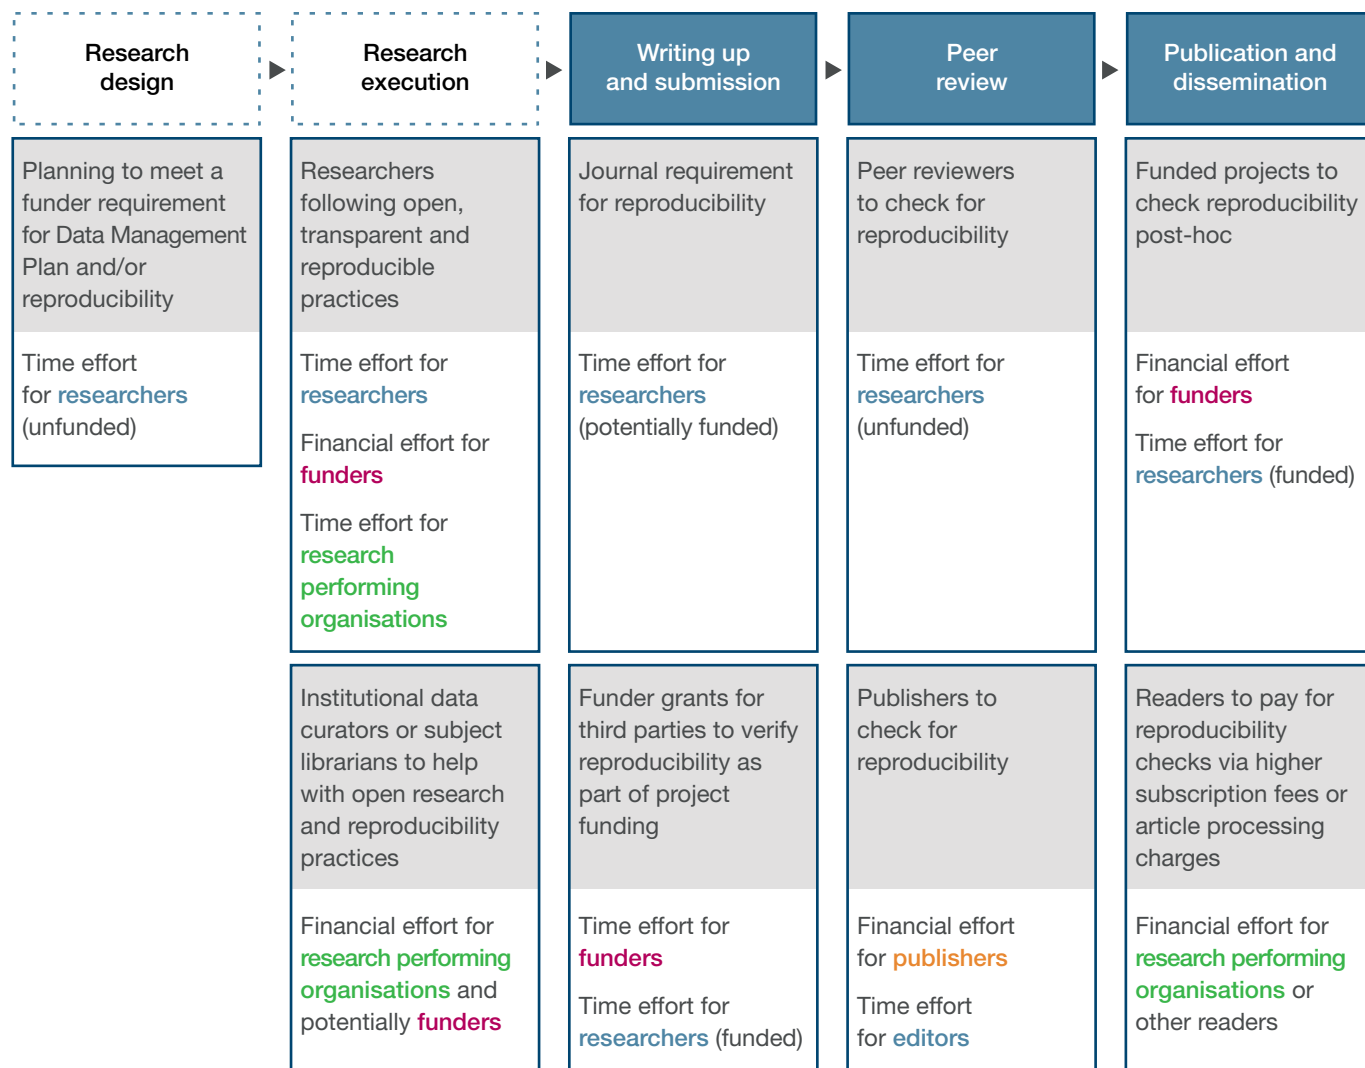 Research
design
Research
execution
Writing up
and submission
Peer
review
Publication and
dissemination
Planning to meet a
funder requirement
for Data Management
Plan and/or
reproducibility
Time effort
for researchers
(unfunded)
Researchers
following open,
transparent and
reproducible
practices
Time effort for
researchers
Financial effort for
funders
Time effort for
research
performing
organisations
Institutional data
curators or subject
librarians to help
with open research
and reproducibility
practices
Financial effort for
research performing
organisations and
potentially funders
Journal requirement
for reproducibility
Time effort for
researchers
(potentially funded)
Funder grants for
third parties to verify
reproducibility as
part of project
funding
Time effort for
funders
Time effort for
researchers (funded)
Peer reviewers
to check for
reproducibility
Time effort for
researchers
(unfunded)
Publishers to
check for
reproducibility
Financial effort
for publishers
Time effort
for editors
Funded projects to
check reproducibility
post-hoc
Financial effort
for funders
Time effort for
researchers (funded)
Readers to pay for
reproducibility
checks via higher
subscription fees or
article processing
charges
Financial effort for
research performing
organisations or
other readers